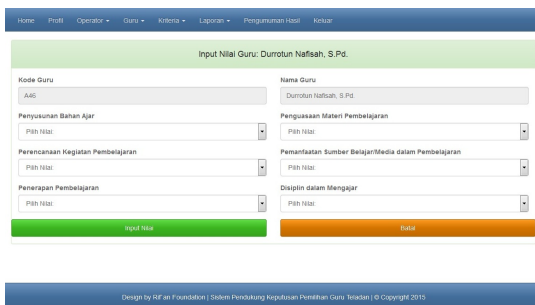 Home Profil Operator Guru Kriteria Laporan Pengumuman Hasil Keluar
Input Nilai Guru: Durrotun Nafisah, S.Pd.
Kode Guru
Nama Guru
A46
Durrotun Nafisah, S.Pd.
Penyusunan Bahan Ajar
Penguasaan Materi Pembelajaran
Pilih Nilai:
Pilih Nilai:
Perencanaan Kegiatan Pembelajaran
Pemanfaatan Sumber Belajar/Media dalam Pembelajaran
Pilih Nilai:
Pilih Nilai:
Penerapan Pembelajaran
Disiplin dalam Mengajar
Pilih Nilai:
Pilih Nilai:
Input Nilai
Batal
Design by Rif'an Foundation | Sistem Pendukung Keputusan Pemilihan Guru Teladan | © Copyright 2015